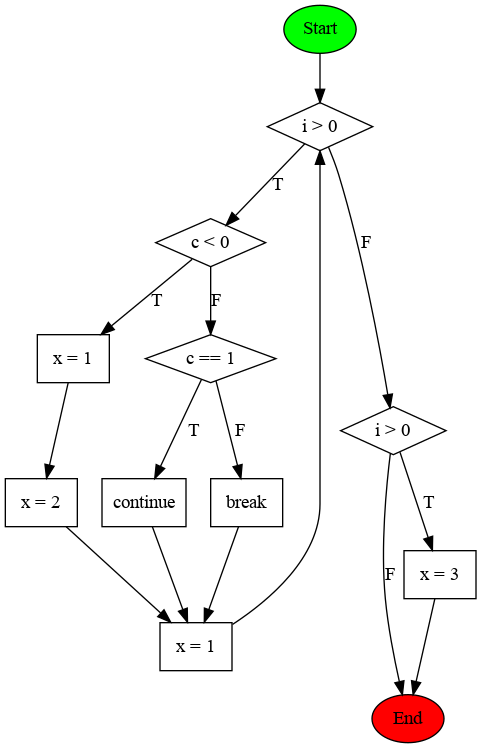 Start
i > 0
T
F
c < 0
T
F
x = 1
c == 1
T
F
i > 0
T
F
x = 2
continue
break
x = 3
x = 1
End